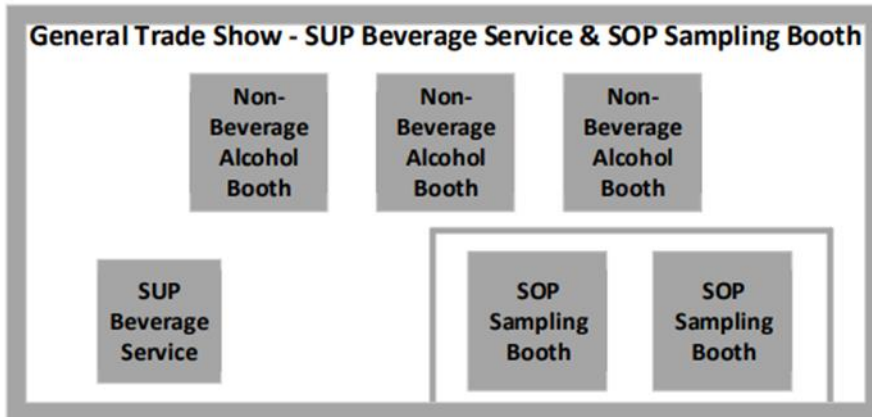 General Trade Show - SUP Beverage Service & SOP Sampling Booth
Non-
Beverage
Alcohol
Booth
Non-
Beverage
Alcohol
Booth
Non-
Beverage
Alcohol
Booth
SUP
Beverage
Service
SOP
Sampling
Booth
SOP
Sampling
Booth